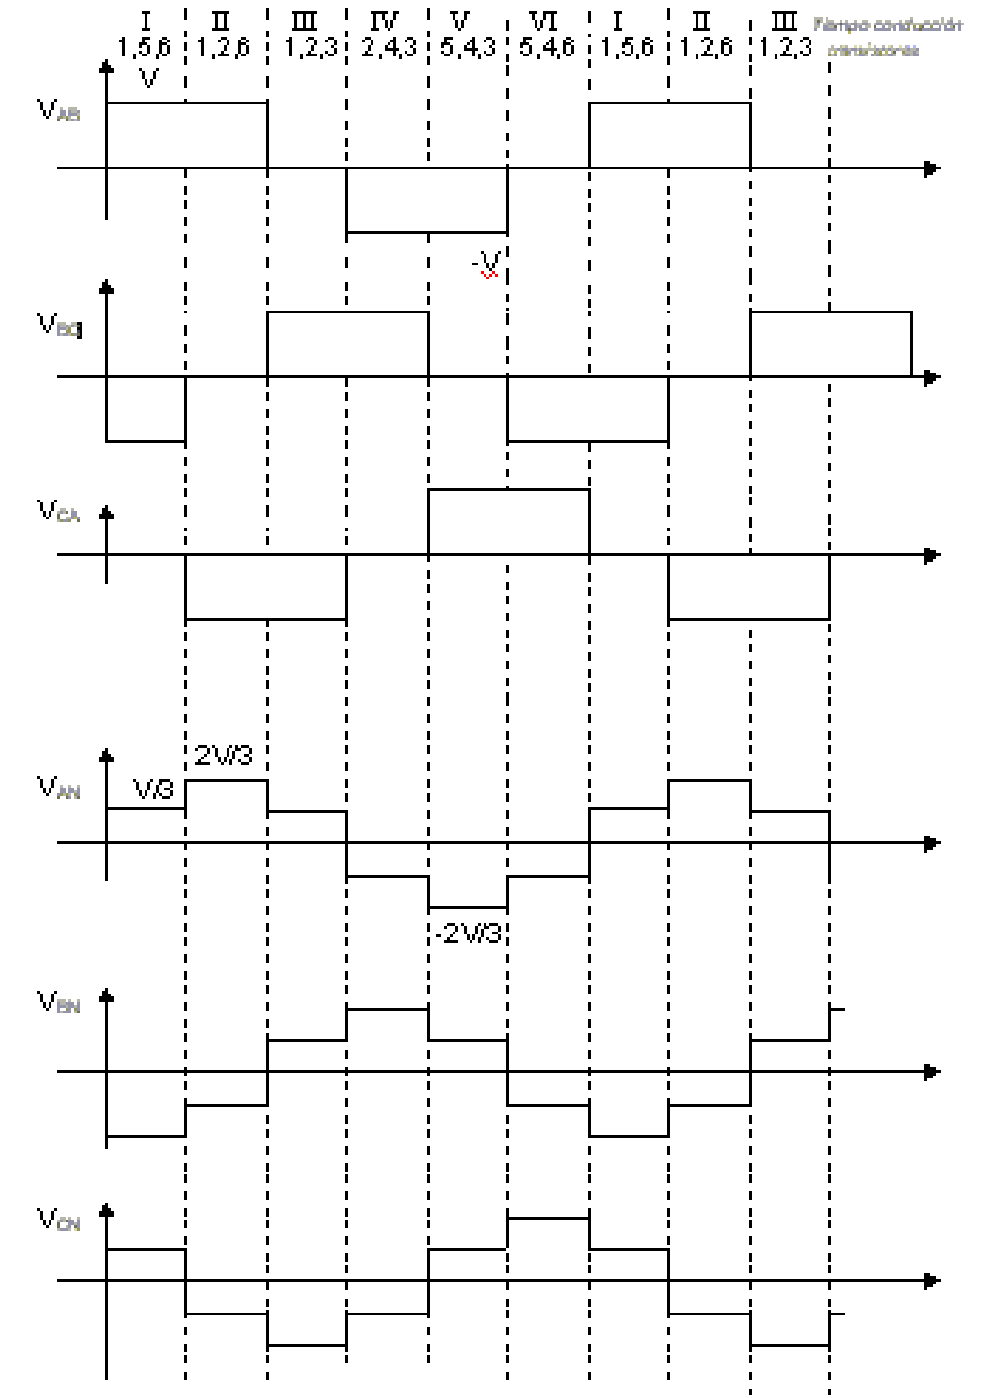 I II III IV V VI I II III Tiempo conducción
1,5,6 1,2,6 1,2,3 2,4,3 5,4,3 5,4,6 1,5,6 1,2,6 1,2,3
V
VAB
-V
VBC
VCA
2V/3
V/3
VAN
-2V/3
VBN
VCN